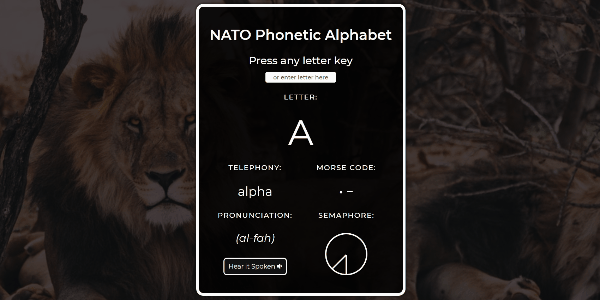 NATO Phonetic Alphabet
Press any letter key
or enter letter here
LETTER:
A
TELEPHONY:
alpha
MORSE CODE:
• –
PRONUNCIATION:
(al-fah)
Hear it Spoken
SEMAPHORE: